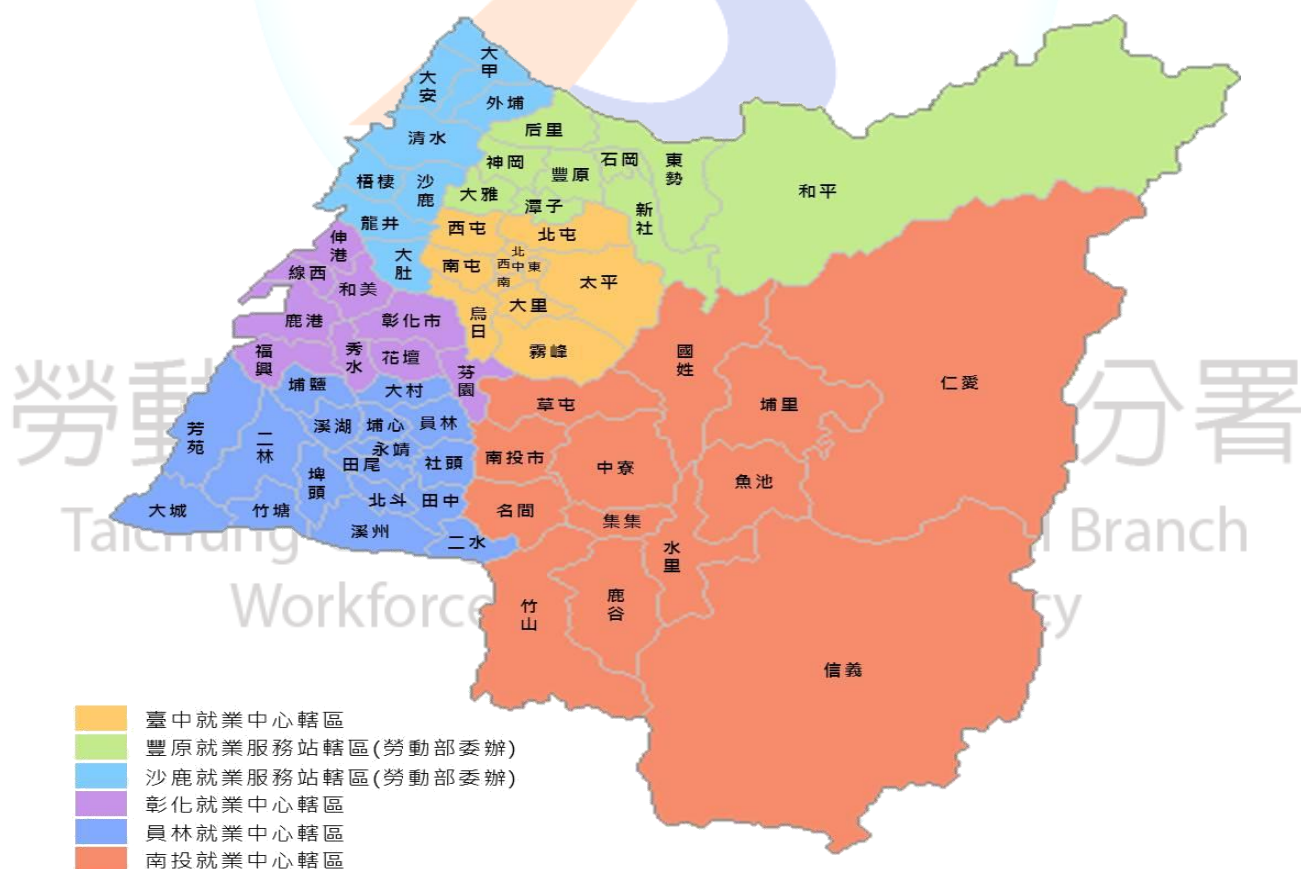 大甲
大安
外埔
清水
后里
神岡
石岡
東勢
豐原
梧棲
沙鹿
大雅
潭子
和平
龍井
新社
西屯
北屯
伸港
大肚
南屯
北
西中東
南
太平
線西
和美
大里
鹿港
彰化市
烏日
霧峰
福興
秀水
花壇
芬園
國姓
仁愛
勞動
分署
埔鹽
大村
草屯
埔里
芳苑
二林
溪湖
埔心
員林
永靖
田尾
社頭
南投市
中寮
魚池
埤頭
北斗
田中
大城
竹塘
名間
集集
溪州
二水
水里
Taichung
Branch
Workforce
竹山
鹿谷
信義
臺中就業中心轄區
豐原就業服務站轄區(勞動部委辦)
沙鹿就業服務站轄區(勞動部委辦)
彰化就業中心轄區
員林就業中心轄區
南投就業中心轄區